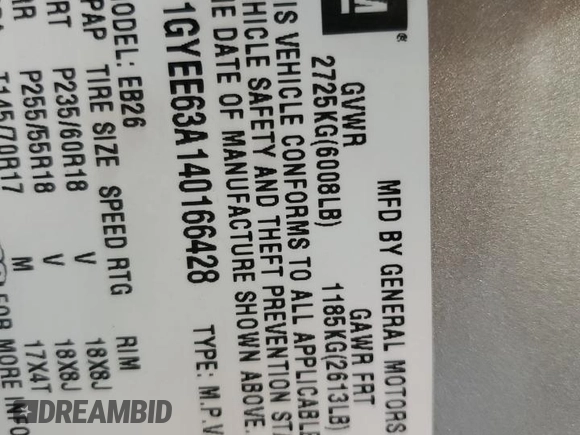 M ®
MFD BY GENERAL MOTORS
GVWR GAWR FRT
2725KG(6008LB) 1185KG(2613LB)
IS VEHICLE CONFORMS TO ALL APPLICABLE
HICLE SAFETY AND THEFT PREVENTION STA
E DATE OF MANUFACTURE SHOWN ABOVE.
1GYEE63A140166428 TYPE: M.P.V
MODEL: EB26
PAP TIRE SIZE SPEED RTG RIM
RT P235/60R18 V 18X8J
AR P255/55R18 V 18X8J
T145/70R17 M 17X4T
FOR MORE INFO
DREAMBID